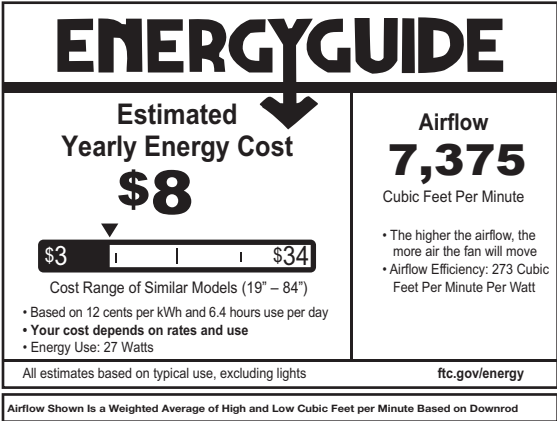 ENERGYGUIDE
Estimated
Yearly Energy Cost
$8
$3
$34
Cost Range of Similar Models (19” – 84”)
• Based on 12 cents per kWh and 6.4 hours use per day
• Your cost depends on rates and use
• Energy Use: 27 Watts
Airflow
7,375
Cubic Feet Per Minute
• The higher the airflow, the
more air the fan will move
• Airflow Efficiency: 273 Cubic
Feet Per Minute Per Watt
All estimates based on typical use, excluding lights
ftc.gov/energy
Airflow Shown Is a Weighted Average of High and Low Cubic Feet per Minute Based on Downrod